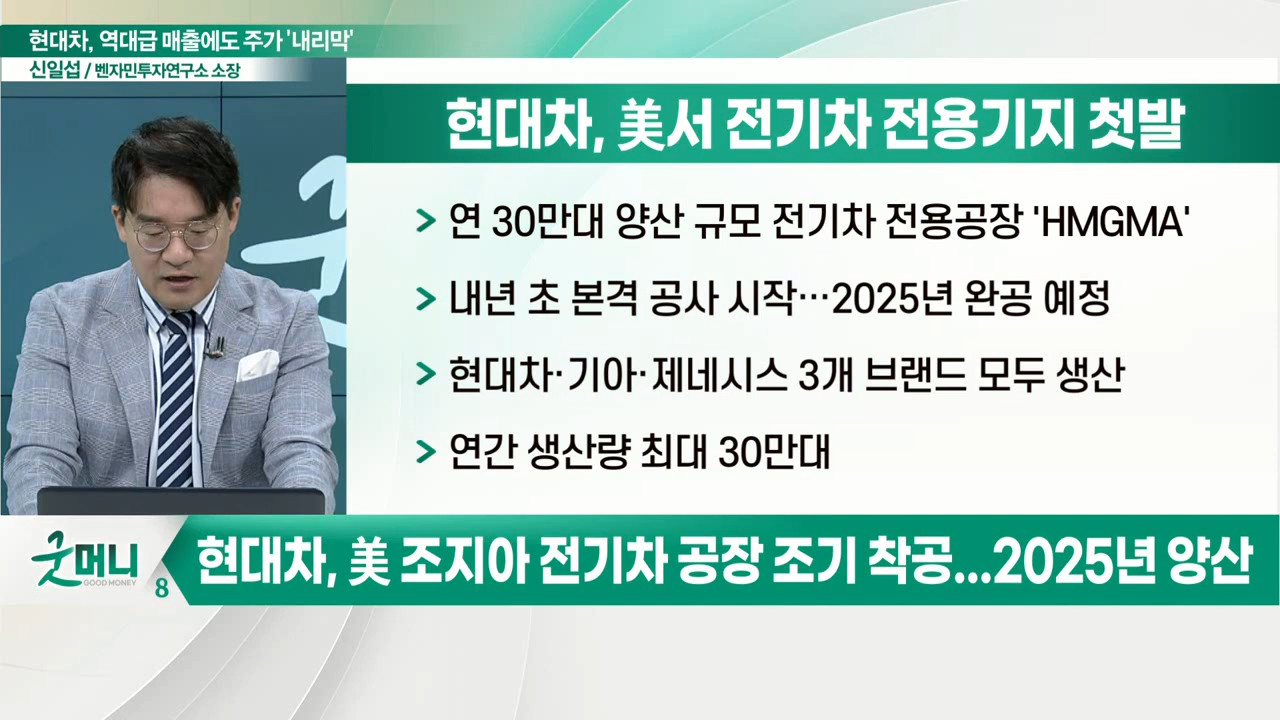 현대차, 역대급 매출에도 주가 '내리막'
신일섭 / 벤자민투자연구소 소장
현대차, 美서 전기차 전용기지 첫발
> 연 30만대 양산 규모 전기차 전용공장 'HMGMA'
> 내년 초 본격 공사 시작…2025년 완공 예정
> 현대차·기아·제네시스 3개 브랜드 모두 생산
> 연간 생산량 최대 30만대
굿머니
GOOD MONEY
8
현대차, 美 조지아 전기차 공장 조기 착공...2025년 양산